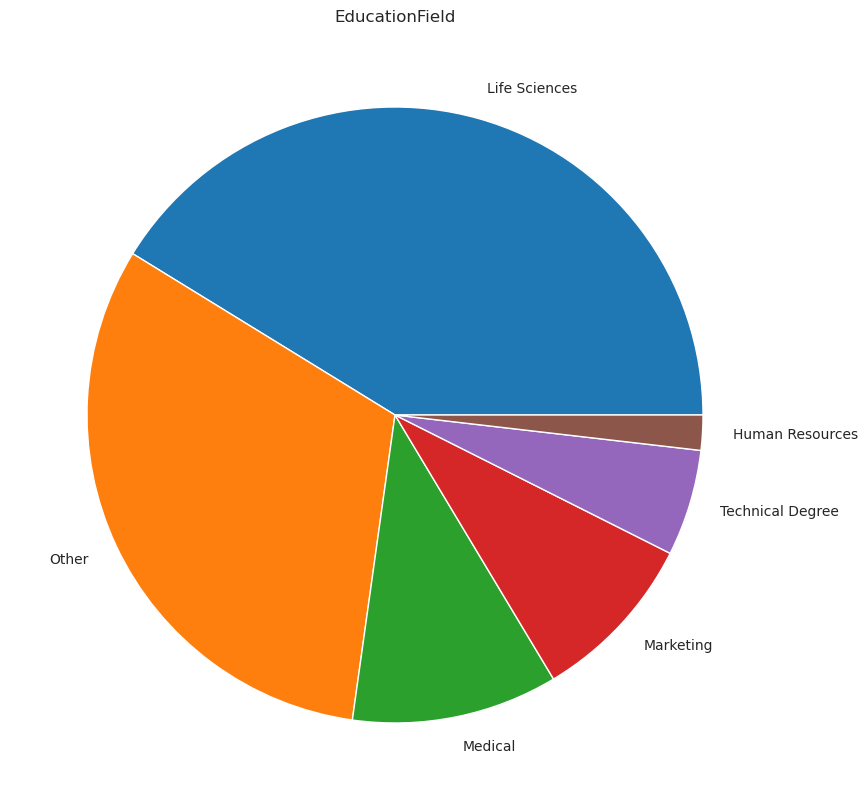 EducationField
Life Sciences
Human Resources
Technical Degree
Other
Marketing
Medical